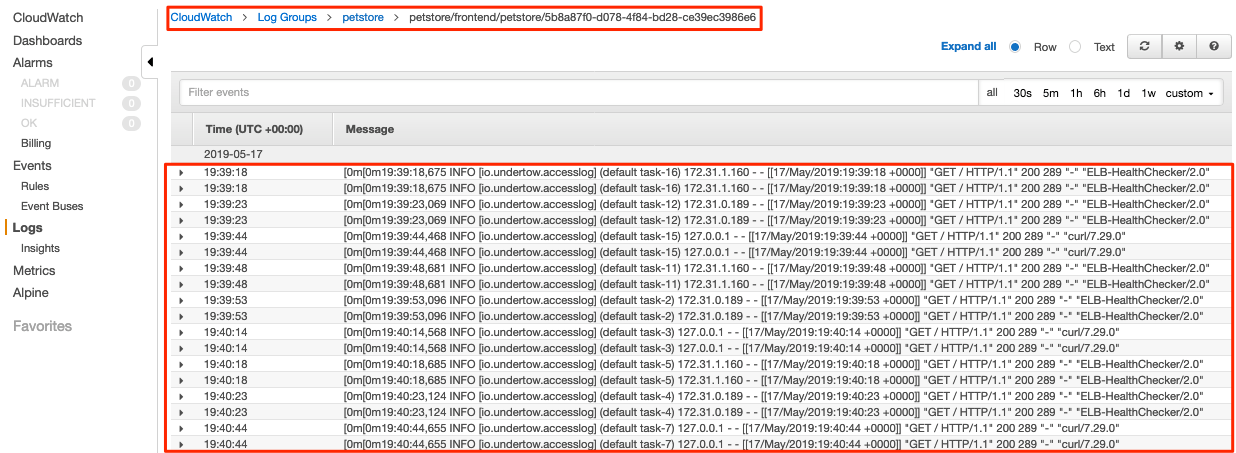 CloudWatch
Dashboards
Alarms
ALARM 0
INSUFFICIENT 0
OK 0
Billing
Events
Rules
Event Buses
Logs
Insights
Metrics
Alpine
Favorites
CloudWatch > Log Groups > petstore > petstore/frontend/petstore/5b8a87f0-d078-4f84-bd28-ce39ec3986e6
Expand all Row Text ?
Filter events all 30s 5m 1h 6h 1d 1w custom
Time (UTC +00:00) Message
2019-05-17
19:39:18 [0m[0m19:39:18,675 INFO [io.undertow.accesslog] (default task-16) 172.31.1.160 - - [[17/May/2019:19:39:18 +0000]] "GET / HTTP/1.1" 200 289 "-" "ELB-HealthChecker/2.0"
19:39:18 [0m[0m19:39:18,675 INFO [io.undertow.accesslog] (default task-16) 172.31.1.160 - - [[17/May/2019:19:39:18 +0000]] "GET / HTTP/1.1" 200 289 "-" "ELB-HealthChecker/2.0"
19:39:23 [0m[0m19:39:23,069 INFO [io.undertow.accesslog] (default task-12) 172.31.0.189 - - [[17/May/2019:19:39:23 +0000]] "GET / HTTP/1.1" 200 289 "-" "ELB-HealthChecker/2.0"
19:39:23 [0m[0m19:39:23,069 INFO [io.undertow.accesslog] (default task-12) 172.31.0.189 - - [[17/May/2019:19:39:23 +0000]] "GET / HTTP/1.1" 200 289 "-" "ELB-HealthChecker/2.0"
19:39:44 [0m[0m19:39:44,468 INFO [io.undertow.accesslog] (default task-15) 127.0.0.1 - - [[17/May/2019:19:39:44 +0000]] "GET / HTTP/1.1" 200 289 "-" "curl/7.29.0"
19:39:44 [0m[0m19:39:44,468 INFO [io.undertow.accesslog] (default task-15) 127.0.0.1 - - [[17/May/2019:19:39:44 +0000]] "GET / HTTP/1.1" 200 289 "-" "curl/7.29.0"
19:39:48 [0m[0m19:39:48,681 INFO [io.undertow.accesslog] (default task-11) 172.31.1.160 - - [[17/May/2019:19:39:48 +0000]] "GET / HTTP/1.1" 200 289 "-" "ELB-HealthChecker/2.0"
19:39:48 [0m[0m19:39:48,681 INFO [io.undertow.accesslog] (default task-11) 172.31.1.160 - - [[17/May/2019:19:39:48 +0000]] "GET / HTTP/1.1" 200 289 "-" "ELB-HealthChecker/2.0"
19:39:53 [0m[0m19:39:53,096 INFO [io.undertow.accesslog] (default task-2) 172.31.0.189 - - [[17/May/2019:19:39:53 +0000]] "GET / HTTP/1.1" 200 289 "-" "ELB-HealthChecker/2.0"
19:39:53 [0m[0m19:39:53,096 INFO [io.undertow.accesslog] (default task-2) 172.31.0.189 - - [[17/May/2019:19:39:53 +0000]] "GET / HTTP/1.1" 200 289 "-" "ELB-HealthChecker/2.0"
19:40:14 [0m[0m19:40:14,568 INFO [io.undertow.accesslog] (default task-3) 127.0.0.1 - - [[17/May/2019:19:40:14 +0000]] "GET / HTTP/1.1" 200 289 "-" "curl/7.29.0"
19:40:14 [0m[0m19:40:14,568 INFO [io.undertow.accesslog] (default task-3) 127.0.0.1 - - [[17/May/2019:19:40:14 +0000]] "GET / HTTP/1.1" 200 289 "-" "curl/7.29.0"
19:40:18 [0m[0m19:40:18,685 INFO [io.undertow.accesslog] (default task-5) 172.31.1.160 - - [[17/May/2019:19:40:18 +0000]] "GET / HTTP/1.1" 200 289 "-" "ELB-HealthChecker/2.0"
19:40:18 [0m[0m19:40:18,685 INFO [io.undertow.accesslog] (default task-5) 172.31.1.160 - - [[17/May/2019:19:40:18 +0000]] "GET / HTTP/1.1" 200 289 "-" "ELB-HealthChecker/2.0"
19:40:23 [0m[0m19:40:23,124 INFO [io.undertow.accesslog] (default task-4) 172.31.0.189 - - [[17/May/2019:19:40:23 +0000]] "GET / HTTP/1.1" 200 289 "-" "ELB-HealthChecker/2.0"
19:40:23 [0m[0m19:40:23,124 INFO [io.undertow.accesslog] (default task-4) 172.31.0.189 - - [[17/May/2019:19:40:23 +0000]] "GET / HTTP/1.1" 200 289 "-" "ELB-HealthChecker/2.0"
19:40:44 [0m[0m19:40:44,655 INFO [io.undertow.accesslog] (default task-7) 127.0.0.1 - - [[17/May/2019:19:40:44 +0000]] "GET / HTTP/1.1" 200 289 "-" "curl/7.29.0"
19:40:44 [0m[0m19:40:44,655 INFO [io.undertow.accesslog] (default task-7) 127.0.0.1 - - [[17/May/2019:19:40:44 +0000]] "GET / HTTP/1.1" 200 289 "-" "curl/7.29.0"